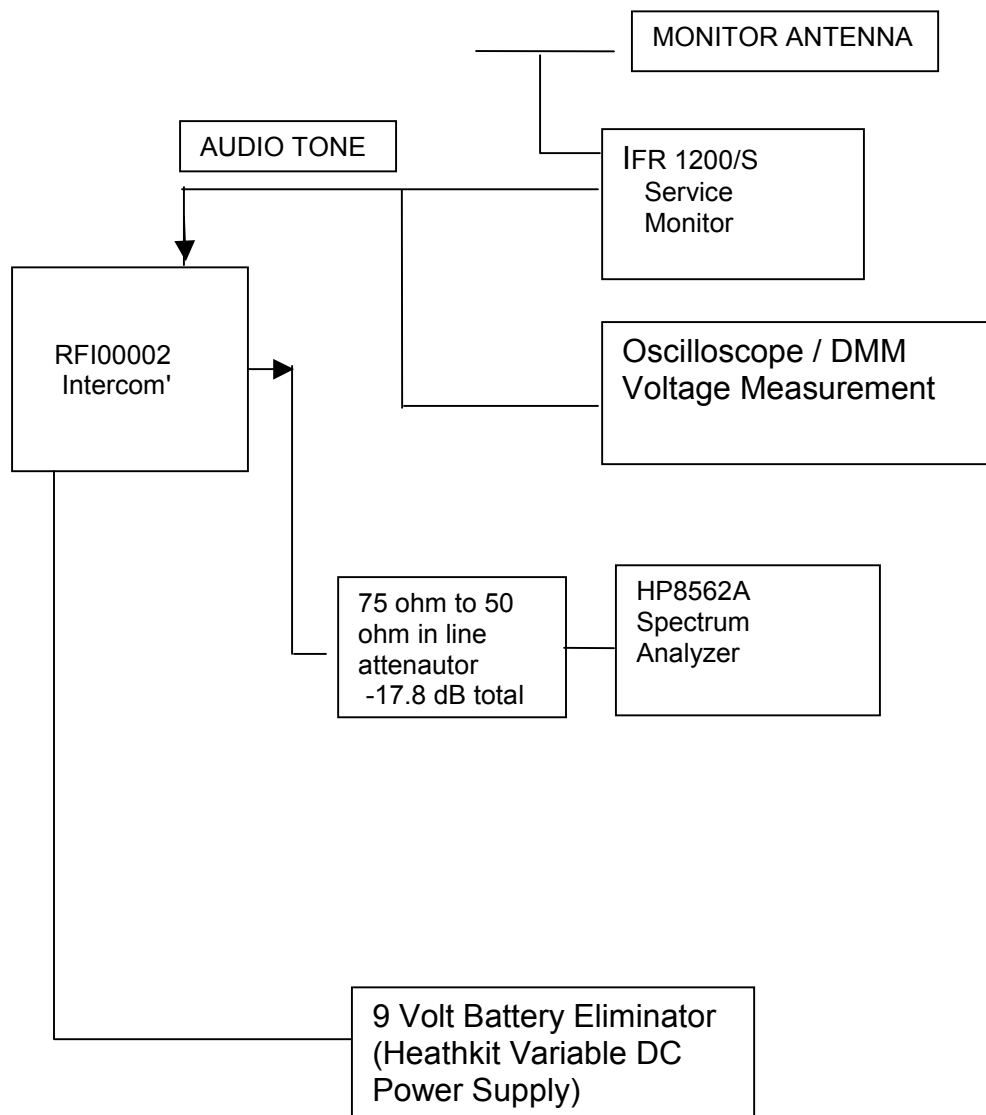 MONITOR ANTENNA
AUDIO TONE
IFR 1200/S
Service
Monitor
RFI00002
Intercom'
Oscilloscope / DMM
Voltage Measurement
75 ohm to 50
ohm in line
attenautor
-17.8 dB total
HP8562A
Spectrum
Analyzer
9 Volt Battery Eliminator
(Heathkit Variable DC
Power Supply)